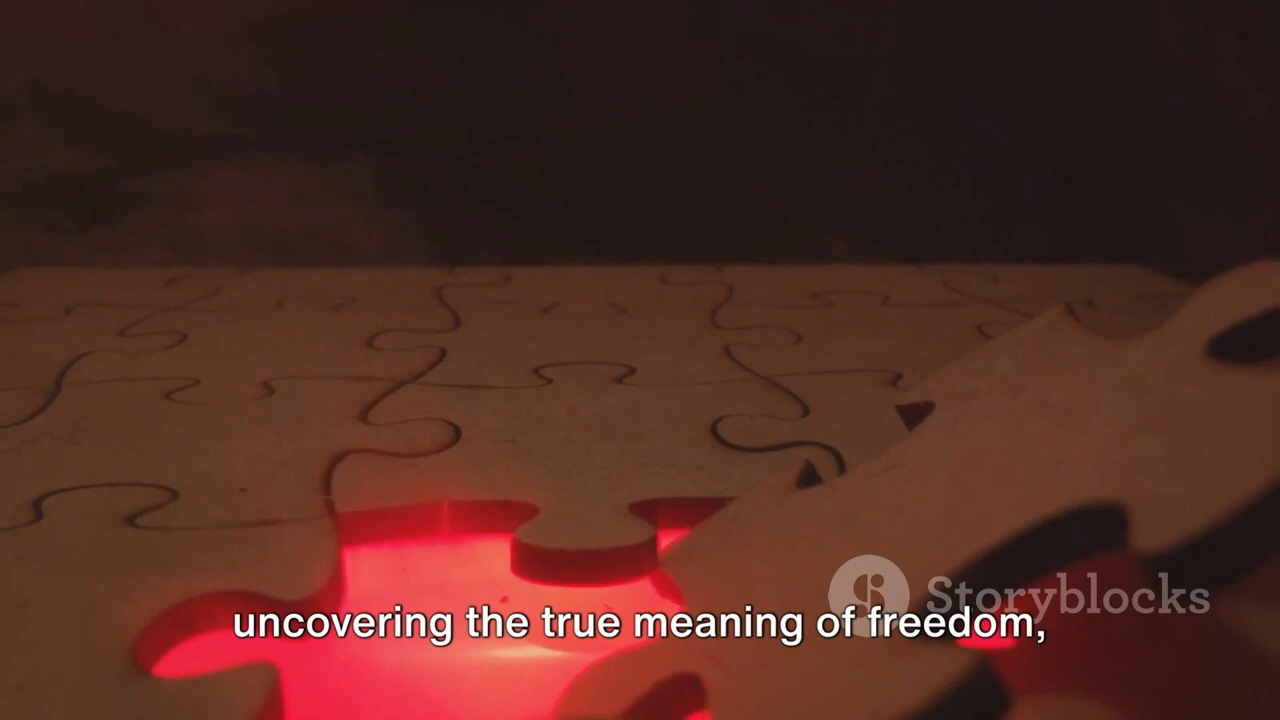 Storyblocks
uncovering the true meaning of freedom,